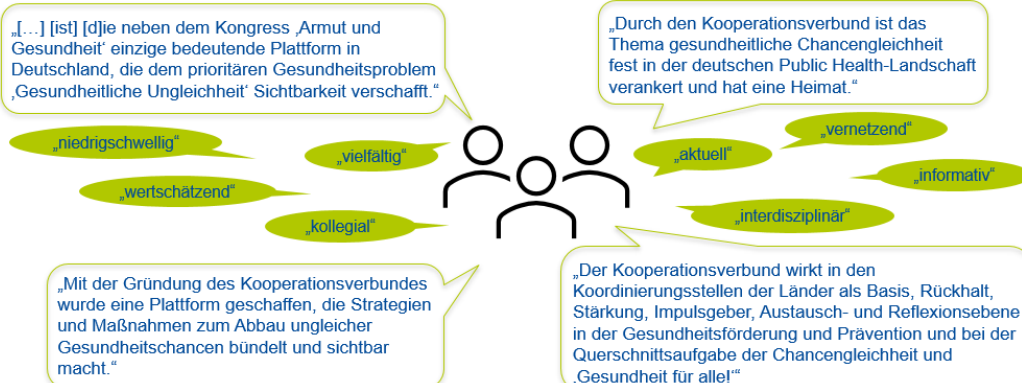 „[…] [ist] [d]ie neben dem Kongress ‚Armut und
Gesundheit‘ einzige bedeutende Plattform in
Deutschland, die dem prioritären Gesundheitsproblem
‚Gesundheitliche Ungleichheit‘ Sichtbarkeit verschafft.“
„Durch den Kooperationsverbund ist das
Thema gesundheitliche Chancengleichheit
fest in der deutschen Public Health-Landschaft
verankert und hat eine Heimat.“
„niedrigschwellig“
„vielfältig“
„wertschätzend“
„kollegial“
„aktuell“
„vernetzend“
„informativ“
„interdisziplinär“
„Mit der Gründung des Kooperationsverbundes
wurde eine Plattform geschaffen, die Strategien
und Maßnahmen zum Abbau ungleicher
Gesundheitschancen bündelt und sichtbar
macht.“
„Der Kooperationsverbund wirkt in den
Koordinierungsstellen der Länder als Basis, Rückhalt,
Stärkung, Impulsgeber, Austausch- und Reflexionsebene
in der Gesundheitsförderung und Prävention und bei der
Querschnittsaufgabe der Chancengleichheit und
‚Gesundheit für alle!‘“